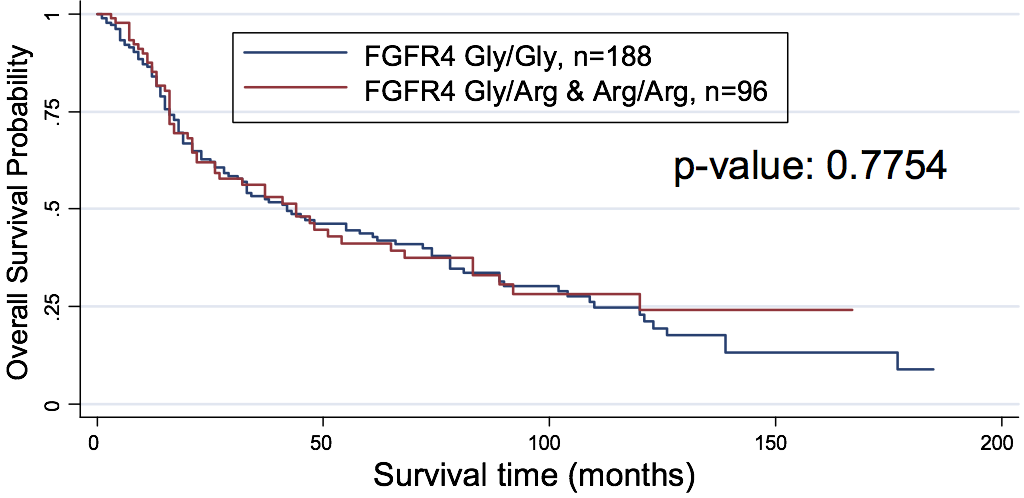 FGFR4 Gly/Gly, n=188
FGFR4 Gly/Arg & Arg/Arg, n=96
p-value: 0.7754
Overall Survival Probability
1
.75
.5
.25
0
0 50 100 150 200
Survival time (months)